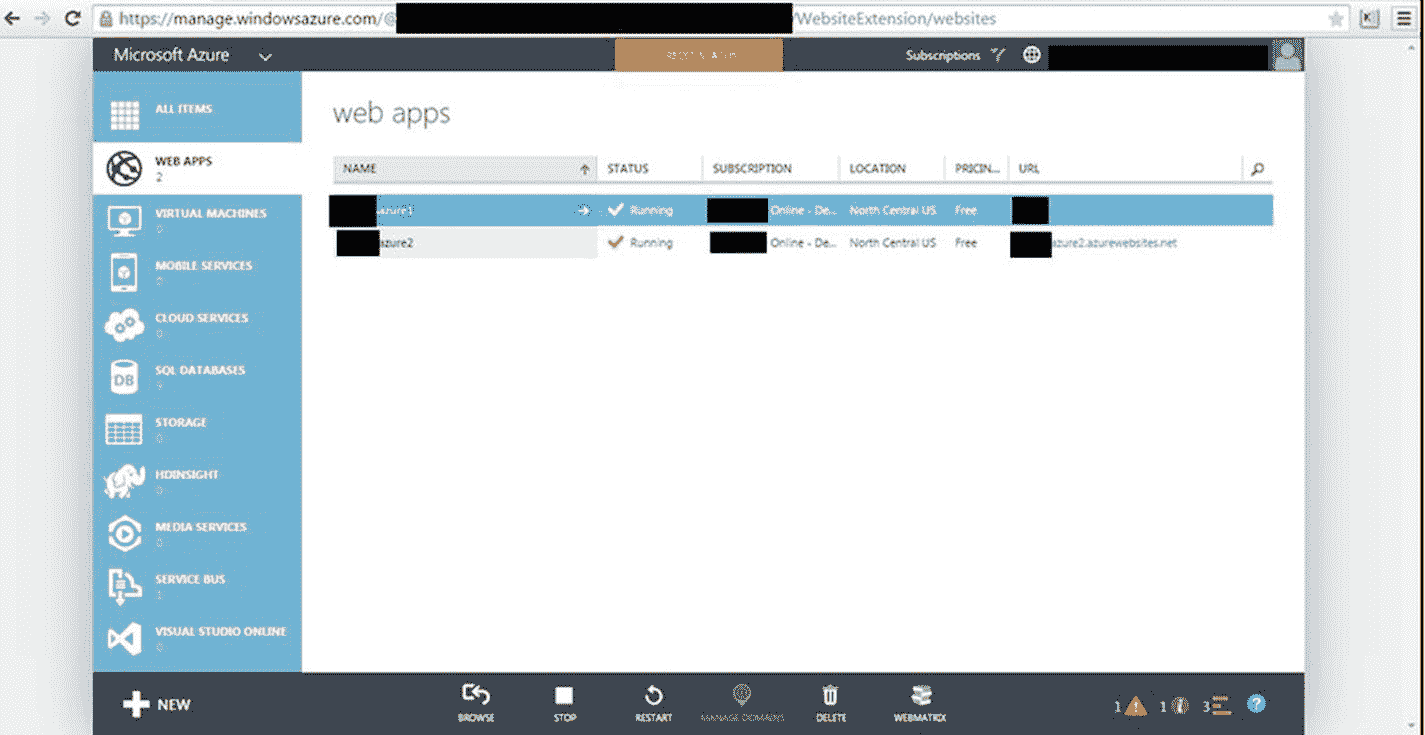 https://manage.windowsazure.com/@ /WebsiteExtension/websites
Microsoft Azure Subscriptions
ALL ITEMS
web apps
WEB APPS
2
NAME STATUS SUBSCRIPTION LOCATION PRICIN... URL
azure1 Running Online - De... North Central US Free
azure2 Running Online - De... North Central US Free azure2.azurewebsites.net
VIRTUAL MACHINES
0
MOBILE SERVICES
0
CLOUD SERVICES
0
SQL DATABASES
DB
STORAGE
0
HDINSIGHT
0
MEDIA SERVICES
0
SERVICE BUS
VISUAL STUDIO ONLINE
0
NEW BROWSE STOP RESTART MANAGE DOMAINS DELETE WEBMATRIX 1 1 3 ?